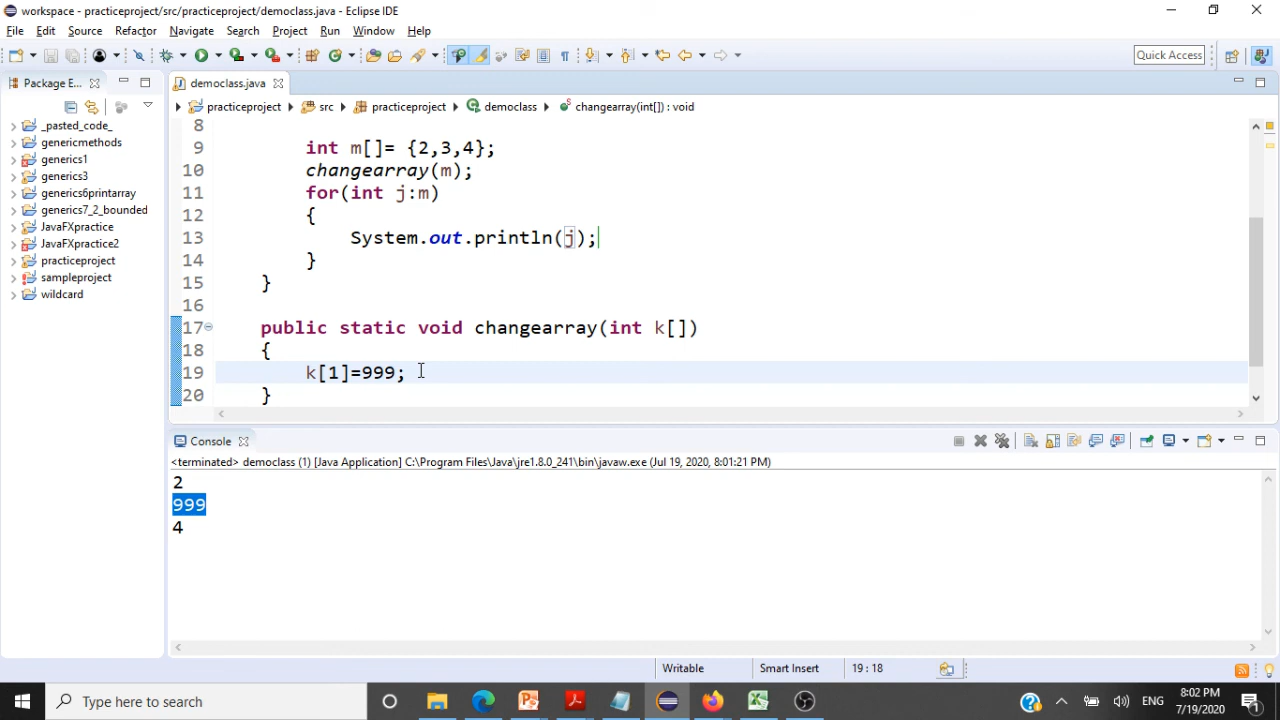 workspace - practiceproject/src/practiceproject/democlass.java - Eclipse IDE
File Edit Source Refactor Navigate Search Project Run Window Help
Quick Access
Package E...
democlass.java
practiceproject src practiceproject democlass changearray(int[]) : void
_pasted_code_
genericmethods
generics1
generics3
generics6printarray
generics7_2_bounded
JavaFXpractice
JavaFXpractice2
practiceproject
sampleproject
wildcard
8
9 int m[]= {2,3,4};
10 changearray(m);
11 for(int j:m)
12 {
13 System.out.println(j);
14 }
15 }
16
17 public static void changearray(int k[])
18 {
19 k[1]=999;
20 }
Console
<terminated> democlass (1) [Java Application] C:\Program Files\Java\jre1.8.0_241\bin\javaw.exe (Jul 19, 2020, 8:01:21 PM)
2
999
4
Writable Smart Insert 19 : 18
Type here to search
ENG
8:02 PM
7/19/2020
1